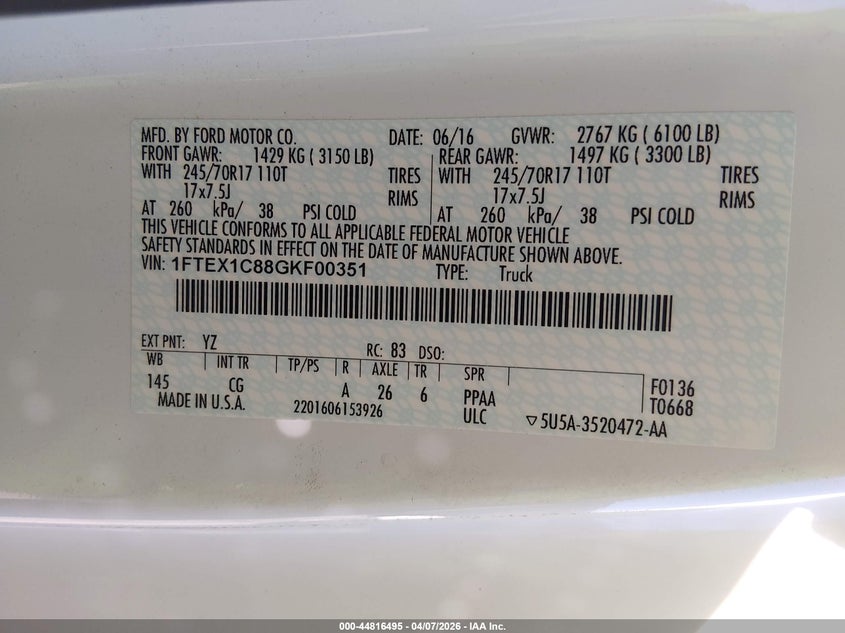 MFD. BY FORD MOTOR CO. DATE: 06/16 GVWR: 2767 KG ( 6100 LB)
FRONT GAWR: 1429 KG ( 3150 LB) REAR GAWR: 1497 KG ( 3300 LB)
WITH 245/70R17 110T TIRES WITH 245/70R17 110T TIRES
17x7.5J RIMS 17x7.5J RIMS
AT 260 kPa/ 38 PSI COLD AT 260 kPa/ 38 PSI COLD
THIS VEHICLE CONFORMS TO ALL APPLICABLE FEDERAL MOTOR VEHICLE
SAFETY STANDARDS IN EFFECT ON THE DATE OF MANUFACTURE SHOWN ABOVE.
VIN: 1FTEX1C88GKF00351 TYPE: Truck
EXT PNT: YZ RC: 83 DSO:
WB INT TR TP/PS R AXLE TR SPR
145 CG A 26 6 PPAA F0136
MADE IN U.S.A. 2201606153926 ULC T0668
▽5U5A-3520472-AA
000-44816495 - 04/07/2026 - IAA Inc.